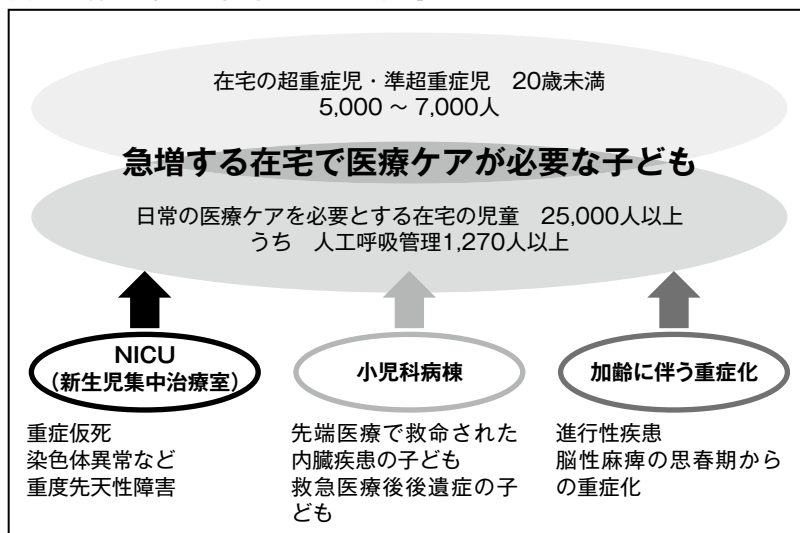 在宅の超重症児・準超重症児　20歳未満
5,000 ～ 7,000人
急増する在宅で医療ケアが必要な子ども
日常の医療ケアを必要とする在宅の児童　25,000人以上
うち　人工呼吸管理1,270人以上
NICU
（新生児集中治療室）
小児科病棟
加齢に伴う重症化
重症仮死
染色体異常など
重度先天性障害
先端医療で救命された
内臓疾患の子ども
救急医療後後遺症の子
ども
進行性疾患
脳性麻痺の思春期から
の重症化